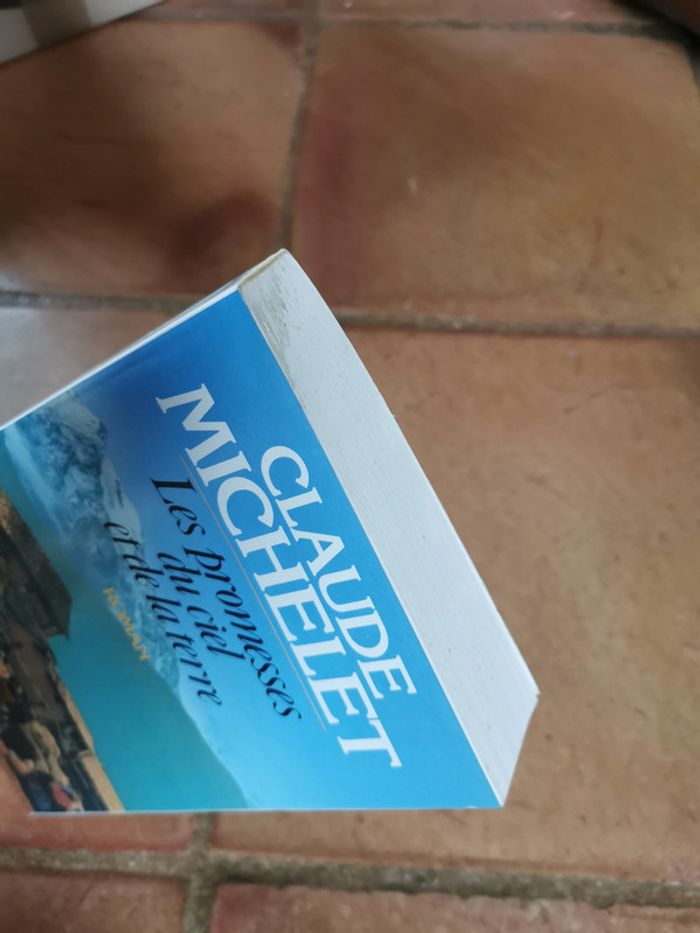 CLAUDE
MICHELET
Les promesses
du ciel
et de la terre
ROMAN